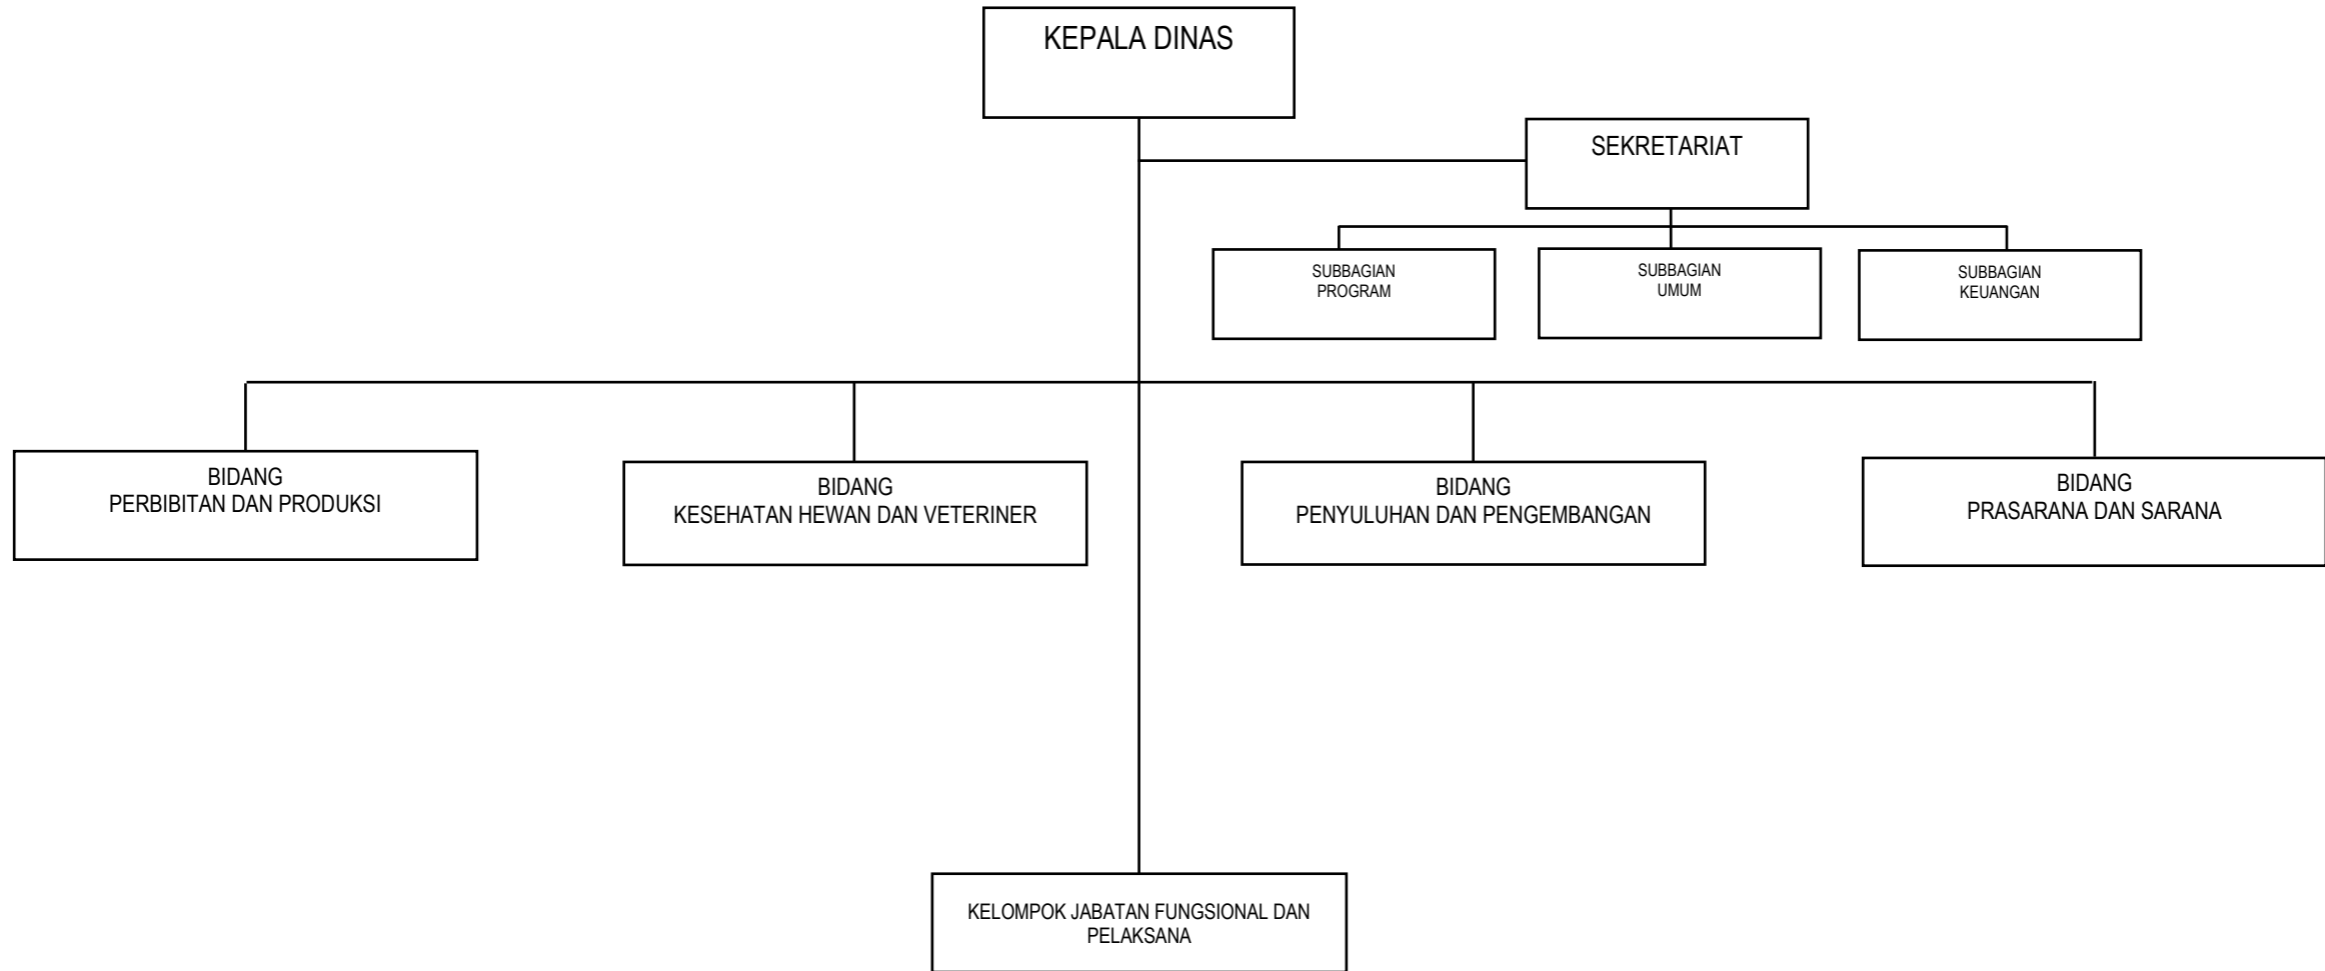 KEPALA DINAS
SEKRETARIAT
SUBBAGIAN
PROGRAM
SUBBAGIAN
UMUM
SUBBAGIAN
KEUANGAN
BIDANG
PERBIBITAN DAN PRODUKSI
BIDANG
KESEHATAN HEWAN DAN VETERINER
BIDANG
PENYULUHAN DAN PENGEMBANGAN
BIDANG
PRASARANA DAN SARANA
KELOMPOK JABATAN FUNGSIONAL DAN
PELAKSANA